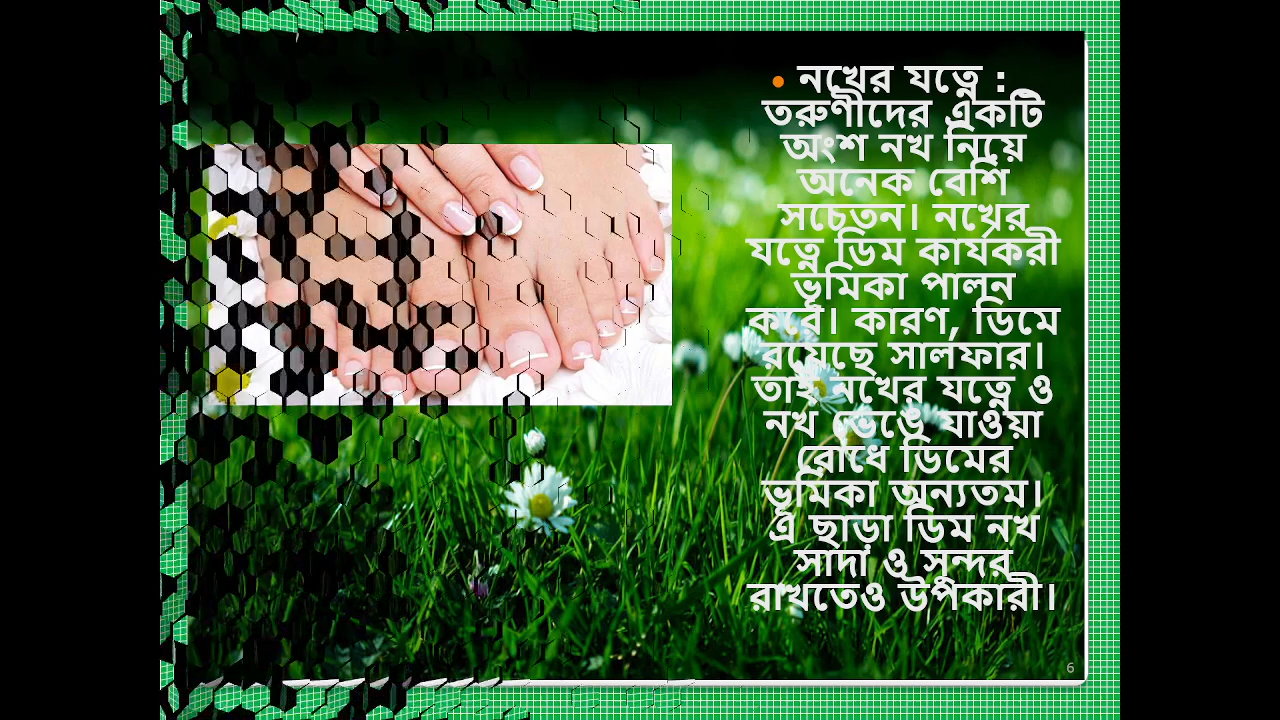 • নখের যত্নে :
তরুণীদের একটি
অংশ নখ নিয়ে
অনেক বেশি
সচেতন। নখের
যত্নে ডিম কার্যকরী
ভূমিকা পালন
করে। কারণ, ডিমে
রয়েছে সালফার।
তাই নখের যত্নে ও
নখ ভেঙে যাওয়া
রোধে ডিমের
ভূমিকা অন্যতম।
এ ছাড়া ডিম নখ
সাদা ও সুন্দর
রাখতেও উপকারী।
6